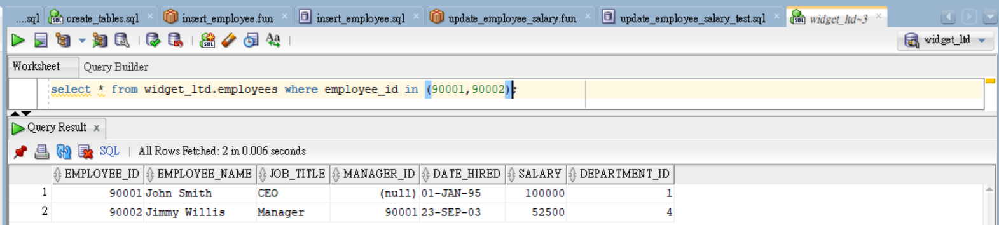 ....sql create_tables.sql insert_employee.fun insert_employee.sql update_employee_salary.fun update_employee_salary_test.sql widget_ltd~3
widget_ltd
Worksheet Query Builder
select * from widget_ltd.employees where employee_id in (90001,90002);
Query Result x
SQL | All Rows Fetched: 2 in 0.006 seconds
EMPLOYEE_ID EMPLOYEE_NAME JOB_TITLE MANAGER_ID DATE_HIRED SALARY DEPARTMENT_ID
1 90001 John Smith CEO (null) 01-JAN-95 100000 1
2 90002 Jimmy Willis Manager 90001 23-SEP-03 52500 4